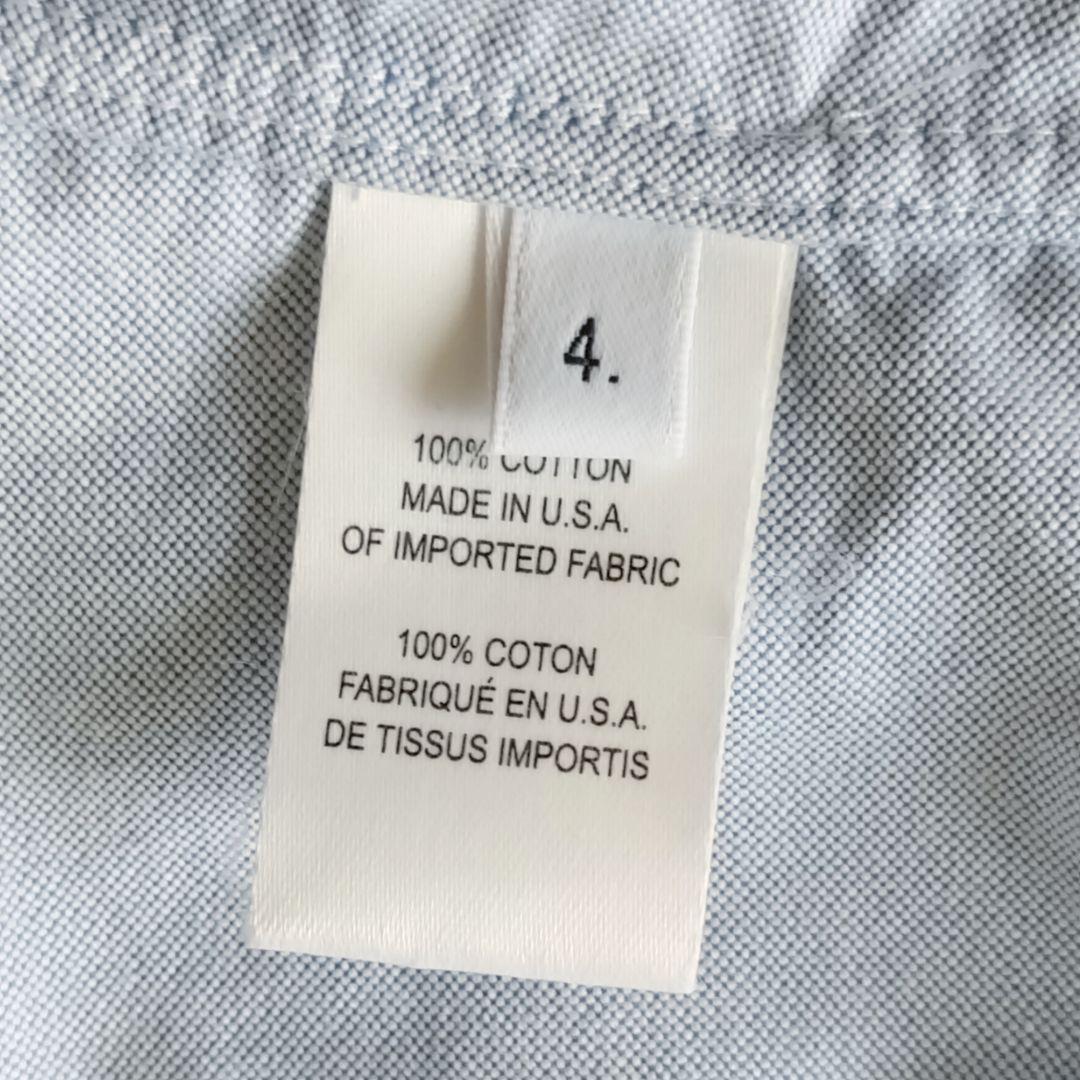 4.
100% COTTON
MADE IN U.S.A.
OF IMPORTED FABRIC
100% COTON
FABRIQUÉ EN U.S.A.
DE TISSUS IMPORTIS